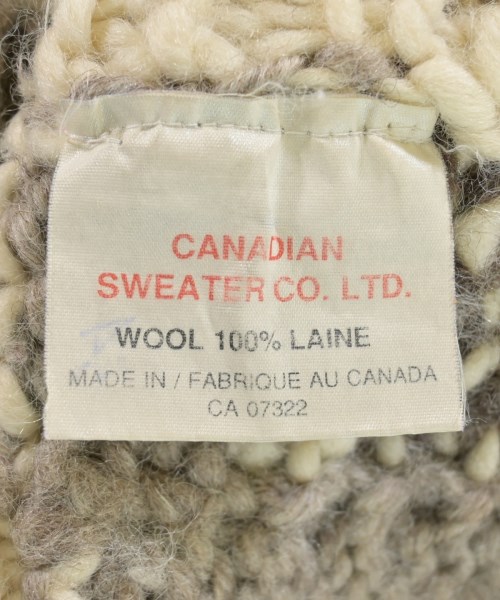 CANADIAN
SWEATER CO. LTD.
WOOL 100% LAINE
MADE IN / FABRIQUE AU CANADA
CA 07322